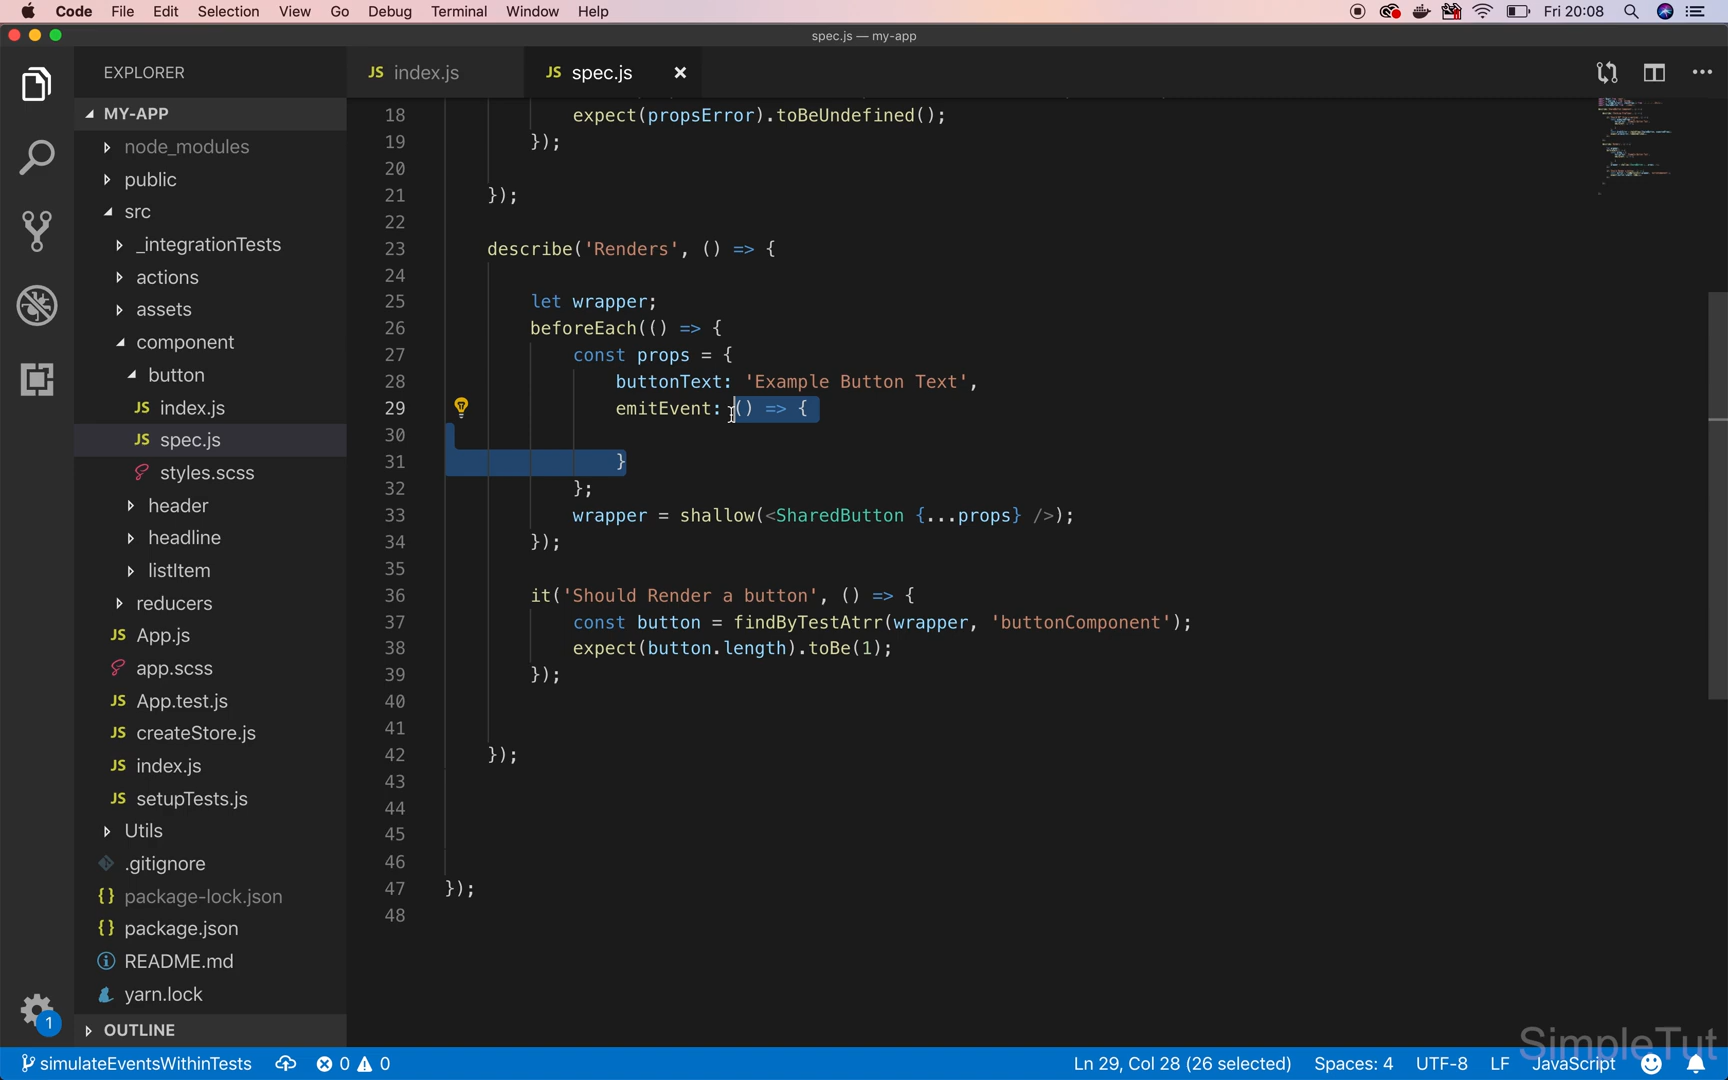 Code File Edit Selection View Go Debug Terminal Window Help Fri 20:08
spec.js — my-app
EXPLORER
JS index.js
JS spec.js
MY-APP
node_modules
public
src
_integrationTests
actions
assets
component
button
JS index.js
JS spec.js
styles.scss
header
headline
listItem
reducers
JS App.js
app.scss
JS App.test.js
JS createStore.js
JS index.js
JS setupTests.js
Utils
.gitignore
{} package-lock.json
{} package.json
README.md
yarn.lock
OUTLINE
1
18 expect(propsError).toBeUndefined();
19 });
20
21 });
22
23 describe('Renders', () => {
24
25 let wrapper;
26 beforeEach(() => {
27 const props = {
28 buttonText: 'Example Button Text',
29 emitEvent: () => {
30
31 }
32 };
33 wrapper = shallow(<SharedButton {...props} />);
34 });
35
36 it('Should Render a button', () => {
37 const button = findByTestAtrr(wrapper, 'buttonComponent');
38 expect(button.length).toBe(1);
39 });
40
41
42 });
43
44
45
46
47 });
48
SimpleTut
simulateEventsWithinTests 0 0 Ln 29, Col 28 (26 selected) Spaces: 4 UTF-8 LF JavaScript